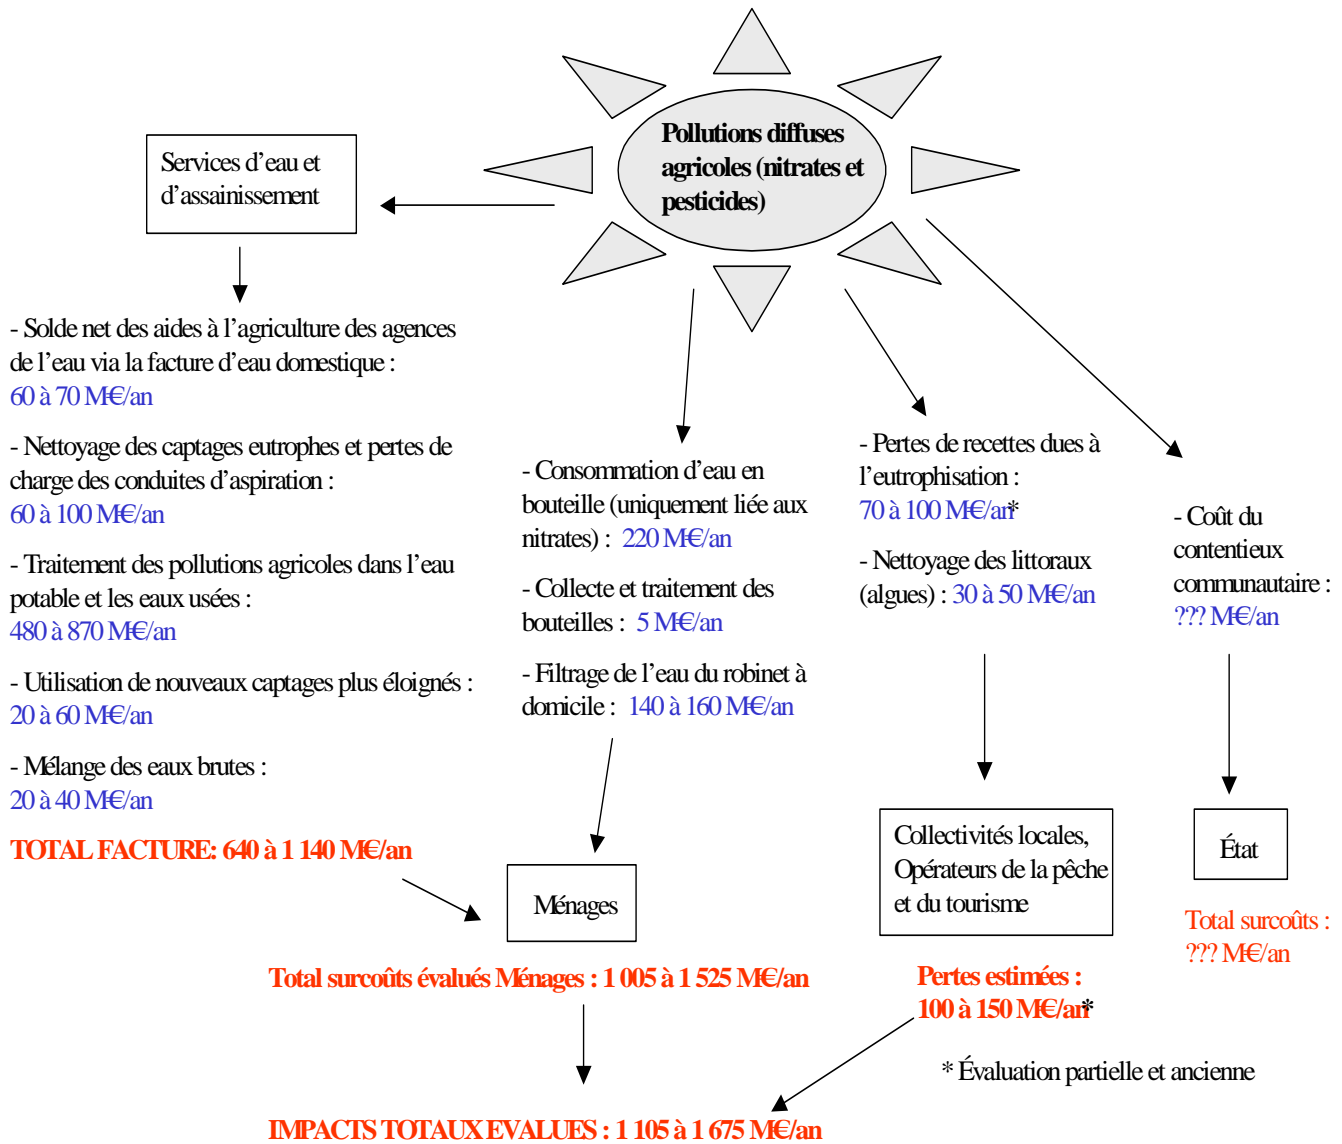 Pollutions diffuses
agricoles (nitrates et
pesticides)
Services d'eau et
d'assainissement
- Solde net des aides à l'agriculture des agences
de l'eau via la facture d'eau domestique :
60 à 70 M€/an
- Nettoyage des captages eutrophes et pertes de
charge des conduites d'aspiration :
60 à 100 M€/an
- Traitement des pollutions agricoles dans l'eau
potable et les eaux usées :
480 à 870 M€/an
- Utilisation de nouveaux captages plus éloignés :
20 à 60 M€/an
- Mélange des eaux brutes :
20 à 40 M€/an
TOTAL FACTURE: 640 à 1 140 M€/an
- Consommation d'eau en
bouteille (uniquement liée aux
nitrates) : 220 M€/an
- Collecte et traitement des
bouteilles : 5 M€/an
- Filtrage de l'eau du robinet à
domicile : 140 à 160 M€/an
Ménages
Total surcoûts évalués Ménages : 1 005 à 1 525 M€/an
- Pertes de recettes dues à
l'eutrophisation :
70 à 100 M€/an*
- Nettoyage des littoraux
(algues) : 30 à 50 M€/an
Collectivités locales,
Opérateurs de la pêche
et du tourisme
Pertes estimées :
100 à 150 M€/an*
- Coût du
contentieux
communautaire :
??? M€/an
État
Total surcoûts :
??? M€/an
* Évaluation partielle et ancienne
IMPACTS TOTAUX EVALUES : 1 105 à 1 675 M€/an